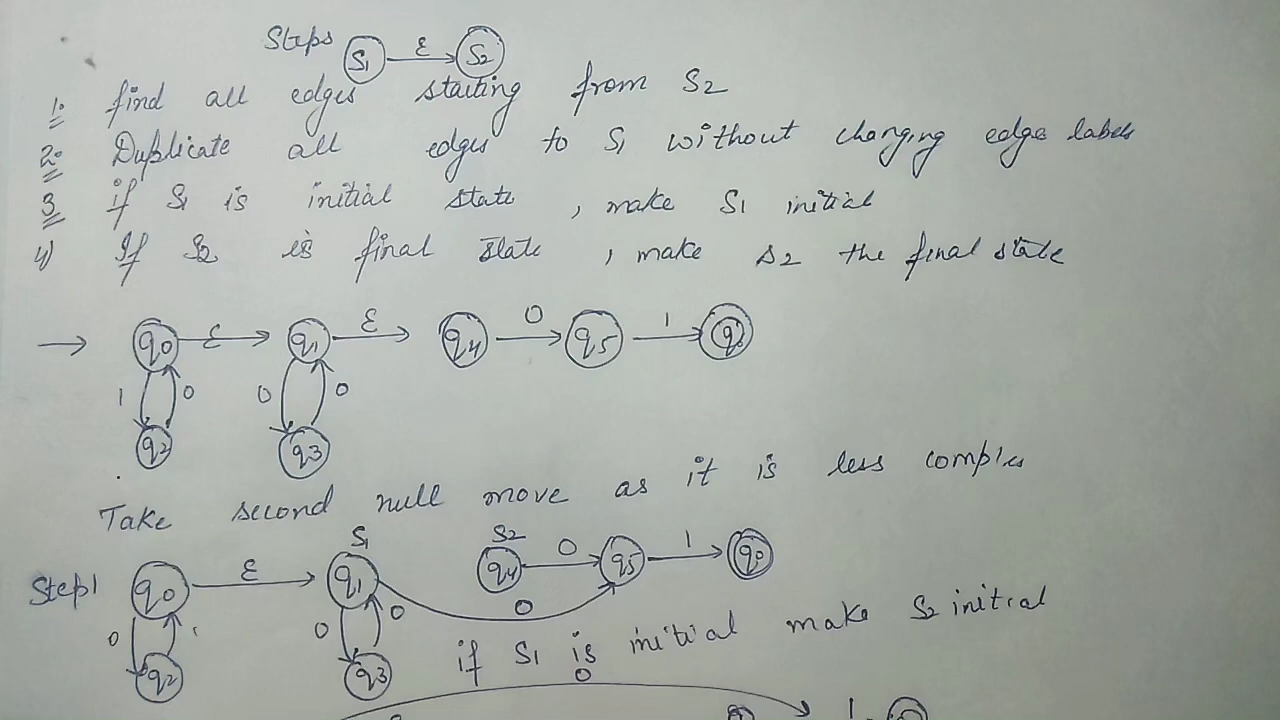 Steps S1 ε S2
1. find all edges starting from S2
2. Duplicate all edges to S1 without changing edge labels
3 if S1 is initial state , make S1 initial
4) If S2 is final state , make s2 the final state
→ q0 ε q1 ε q4 0 q5 1
1 0 0 0
q2 q3
Take second null move as it is less
S1 S2
Step1 q0 ε q1 q4 0 q5 1
0 0 0 0
q2 q3
if S1 is initial make S2 initial
0
1